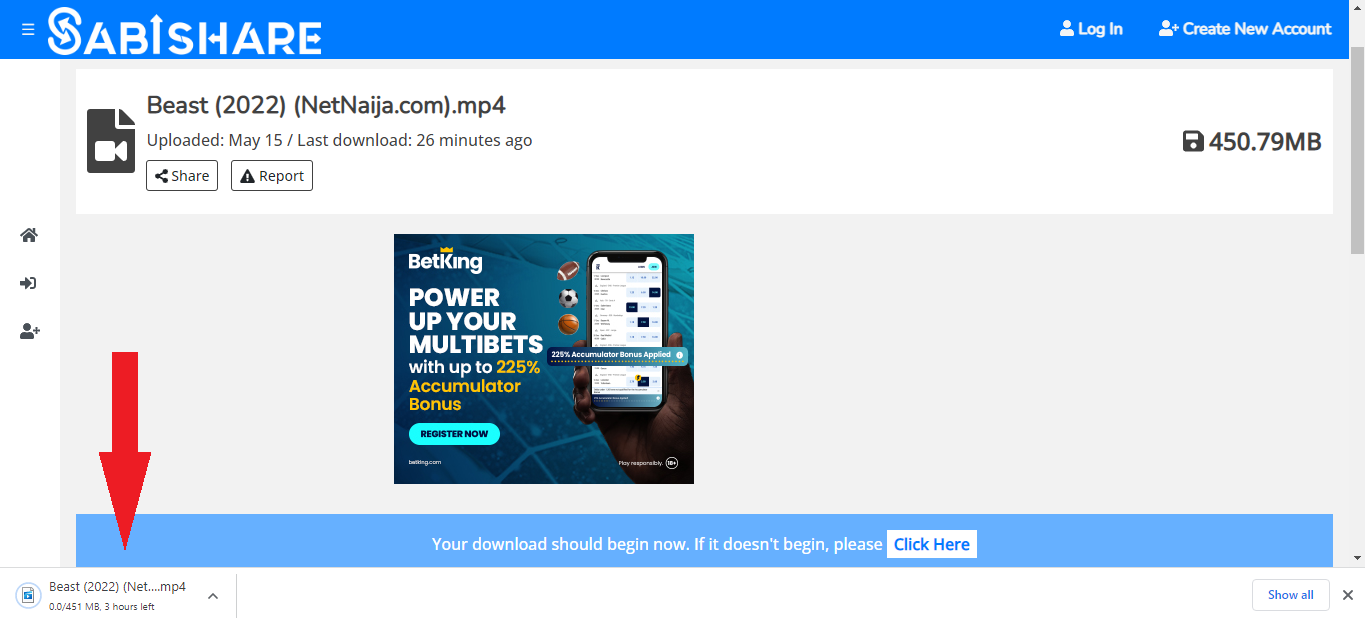 SABISHARE
Log In
Create New Account
Beast (2022) (NetNaija.com).mp4
Uploaded: May 15 / Last download: 26 minutes ago
450.79MB
Share
Report
BetKing
POWER
UP YOUR
MULTIBETS
with up to 225%
Accumulator
Bonus
225% Accumulator Bonus Applied
REGISTER NOW
betking.com
Play responsibly. 18+
Your download should begin now. If it doesn't begin, please Click Here
Beast (2022) (Net....mp4
0.0/451 MB, 3 hours left
Show all